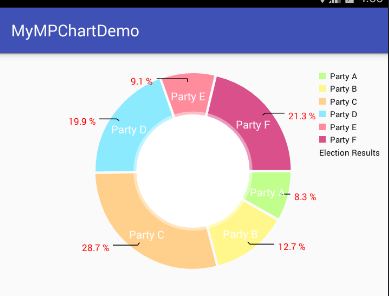 MyMPChartDemo
9.1 %
Party E
Party F
21.3 %
19.9 %
Party D
Party A
8.3 %
Party B
12.7 %
Party C
28.7 %
Party A
Party B
Party C
Party D
Party E
Party F
Election Results